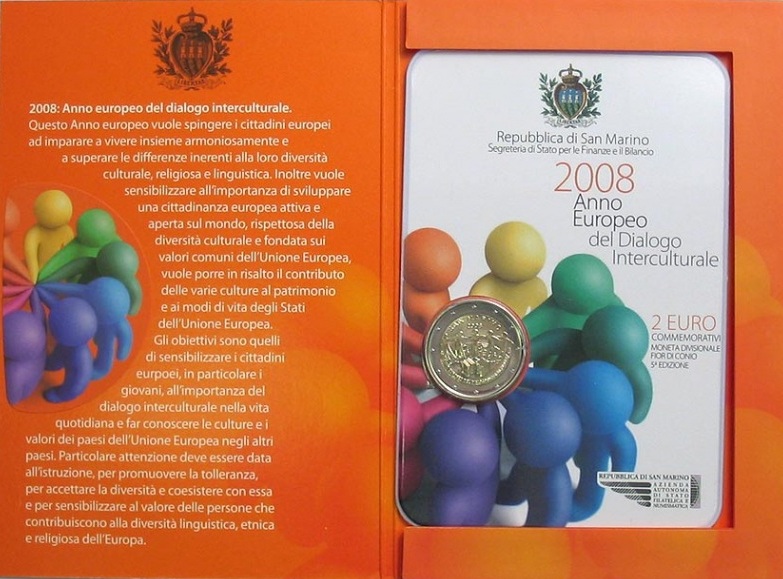 LIBERTAS
2008: Anno europeo del dialogo interculturale.
Questo Anno europeo vuole spingere i cittadini europei
ad imparare a vivere insieme armoniosamente e
a superare le differenze inerenti alla loro diversità
culturale, religiosa e linguistica. Inoltre vuole
sensibilizzare all'importanza di sviluppare
una cittadinanza europea attiva e
aperta sul mondo, rispettosa della
diversità culturale e fondata sui
valori comuni dell'Unione Europea,
vuole porre in risalto il contributo
delle varie culture al patrimonio
e ai modi di vita degli Stati
dell'Unione Europea.
Gli obiettivi sono quelli
di sensibilizzare i cittadini
eurpoei, in particolare i
giovani, all'importanza del
dialogo interculturale nella vita
quotidiana e far conoscere le culture e i
valori dei paesi dell'Unione Europea negli altri
paesi. Particolare attenzione deve essere data
all'istruzione, per promuovere la tolleranza,
per accettare la diversità e coesistere con essa
e per sensibilizzare al valore delle persone che
contribuiscono alla diversità linguistica, etnica
e religiosa dell'Europa.
Repubblica di San Marino
Segreteria di Stato per le Finanze e il Bilancio
2008
Anno
Europeo
del Dialogo
Interculturale
2 EURO
COMMEMORATIVI
MONETA DIVISIONALE
FIOR DI CONIO
5ª EDIZIONE
REPUBBLICA DI SAN MARINO
AZIENDA
AUTONOMA
DI STATO
FILATELICA E
NUMISMATICA